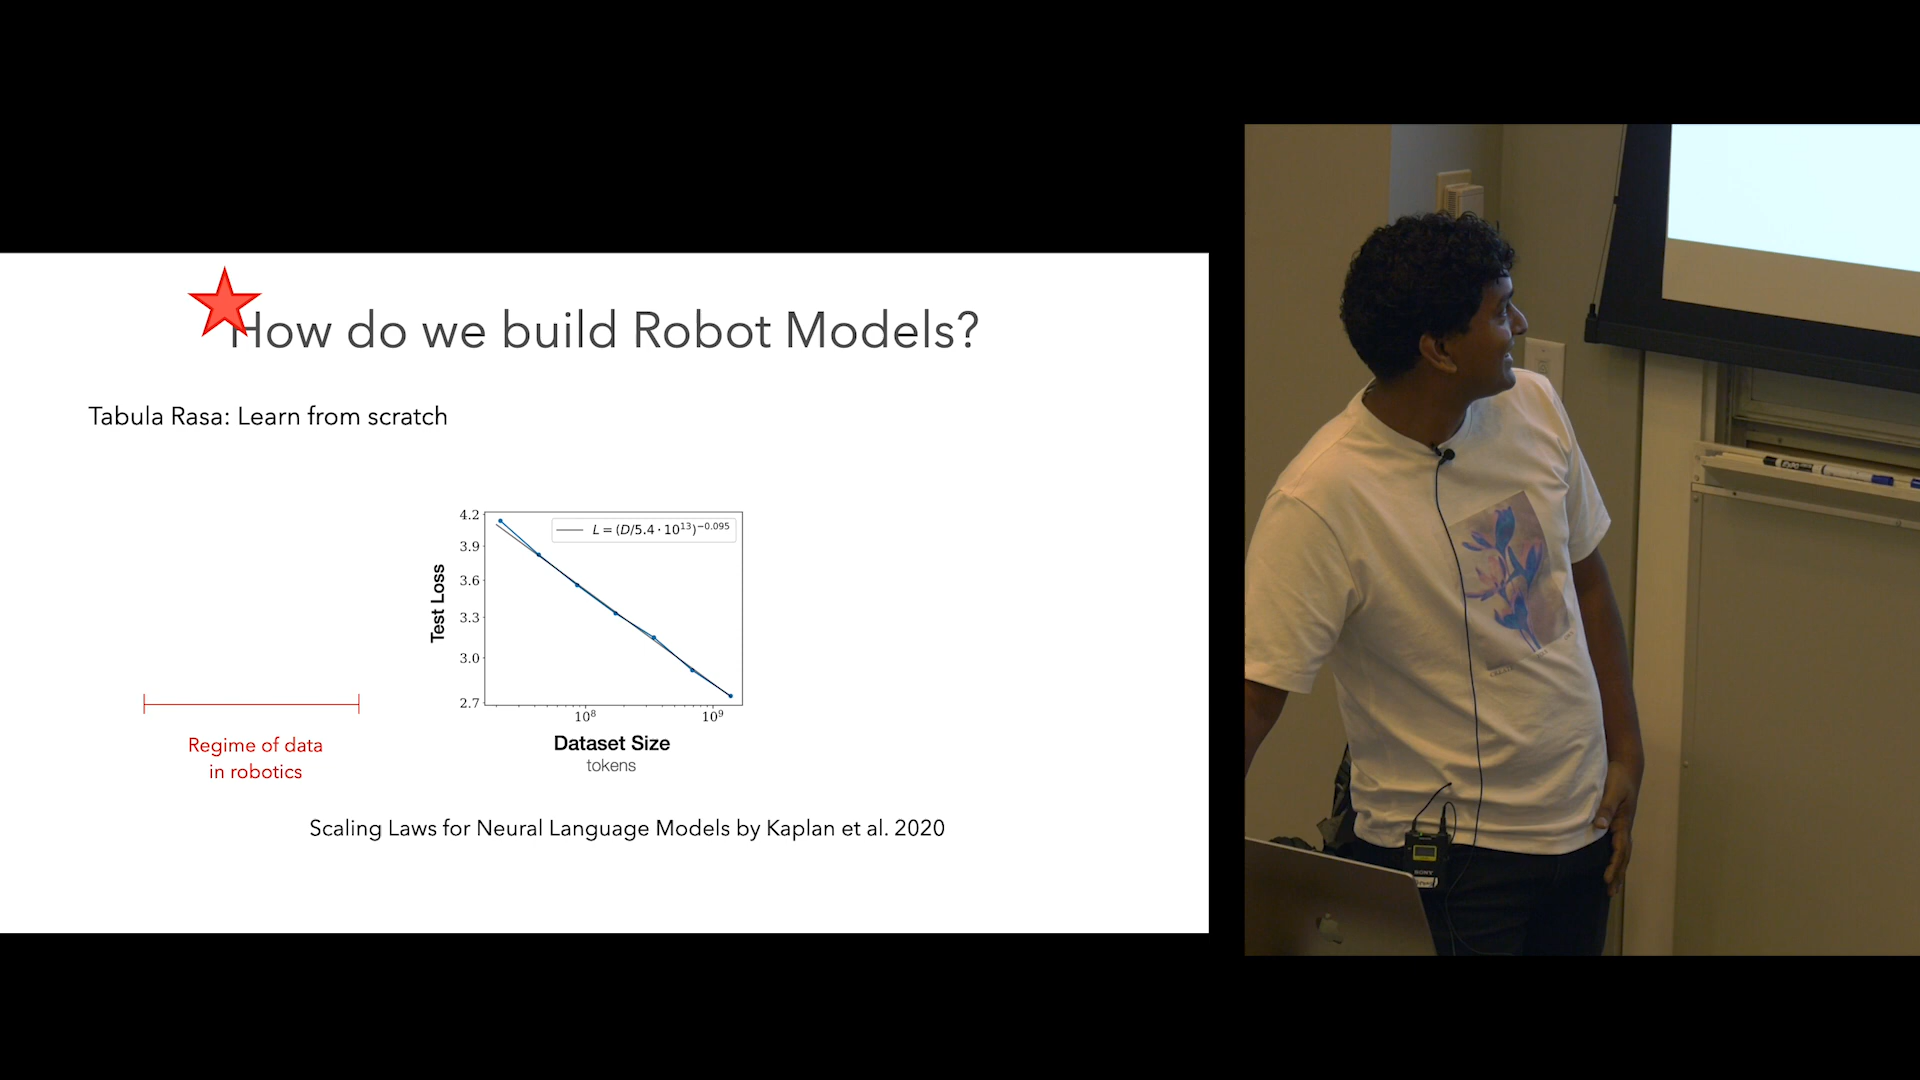 How do we build Robot Models?
Tabula Rasa: Learn from scratch
4.2
3.9
3.6
3.3
3.0
2.7
Test Loss
L = (D/5.4 · 10¹³)⁻⁰·⁰⁹⁵
10⁸
10⁹
Dataset Size
tokens
Regime of data
in robotics
Scaling Laws for Neural Language Models by Kaplan et al. 2020
SONY